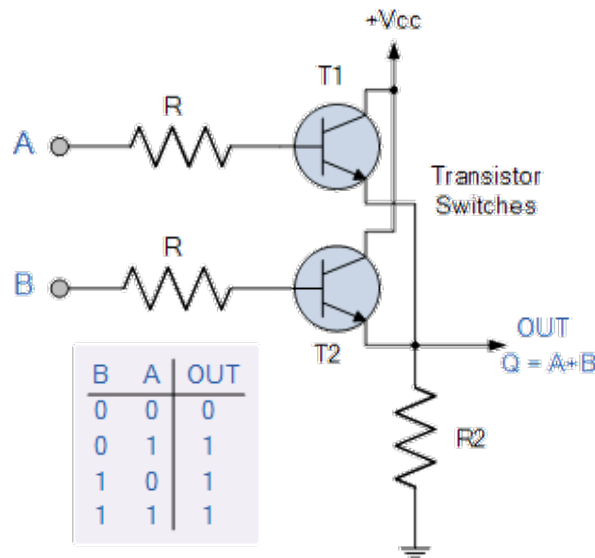 +Vcc
T1
R
A
Transistor
Switches
R
B
T2
OUT
Q = A+B
B A OUT
0 0 0
0 1 1
1 0 1
1 1 1
R2